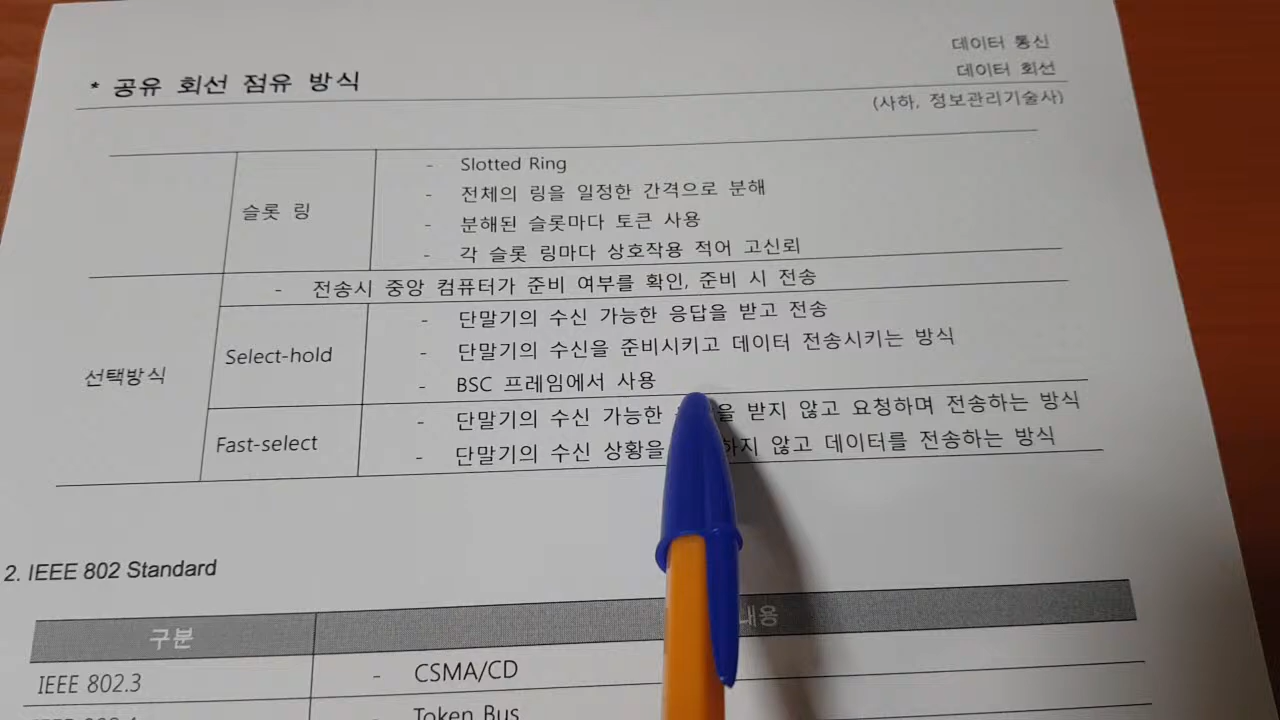 데이터 통신
* 공유 회선 점유 방식
데이터 회선
(사하, 정보관리기술사)
슬롯 링
- Slotted Ring
- 전체의 링을 일정한 간격으로 분해
- 분해된 슬롯마다 토큰 사용
- 각 슬롯 링마다 상호작용 적어 고신뢰
선택방식
- 전송시 중앙 컴퓨터가 준비 여부를 확인, 준비 시 전송
Select-hold
- 단말기의 수신 가능한 응답을 받고 전송
- 단말기의 수신을 준비시키고 데이터 전송시키는 방식
- BSC 프레임에서 사용
Fast-select
- 단말기의 수신 가능한 받지 않고 요청하며 전송하는 방식
- 단말기의 수신 상황을 않고 데이터를 전송하는 방식
2. IEEE 802 Standard
구분
내용
IEEE 802.3
- CSMA/CD
- Token Bus